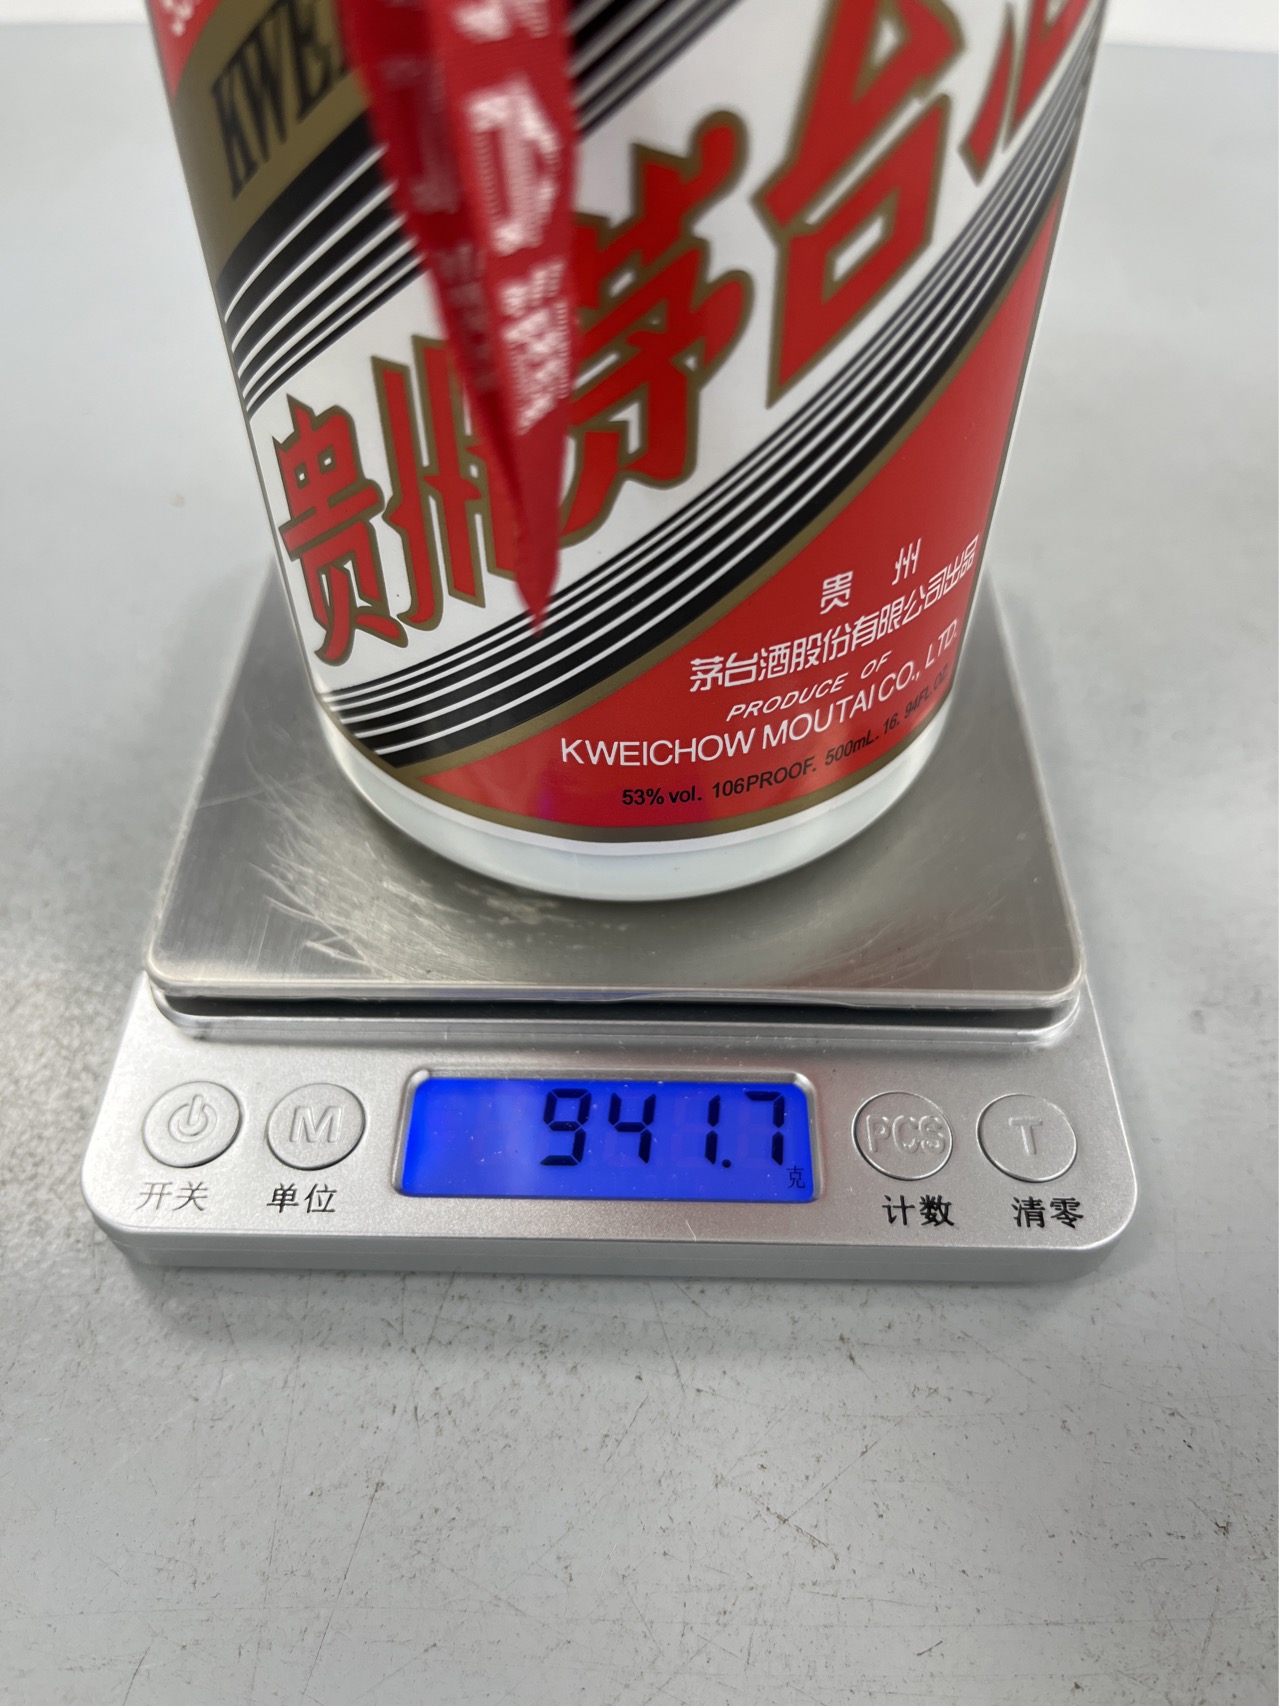 KWEI
贵州茅台酒
贵 州
茅台酒股份有限公司出品
PRODUCE OF
KWEICHOW MOUTAI CO., LTD.
53% vol. 106PROOF. 500mL. 16. 94FL.OZ
941.7
克
M
PCS
T
开关
单位
计数
清零